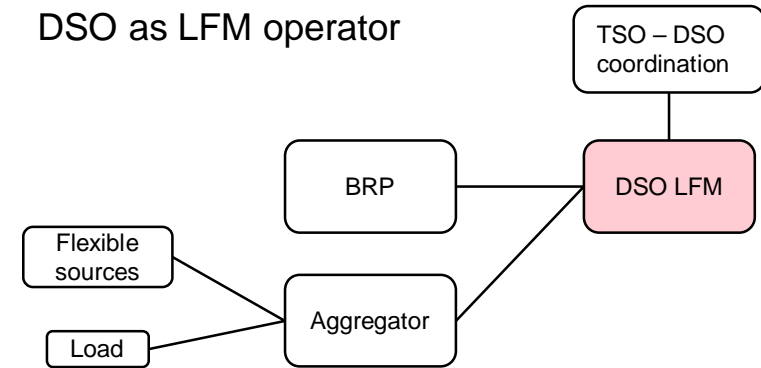 DSO as LFM operator
TSO – DSO
coordination
BRP
DSO LFM
Flexible
sources
Aggregator
Load